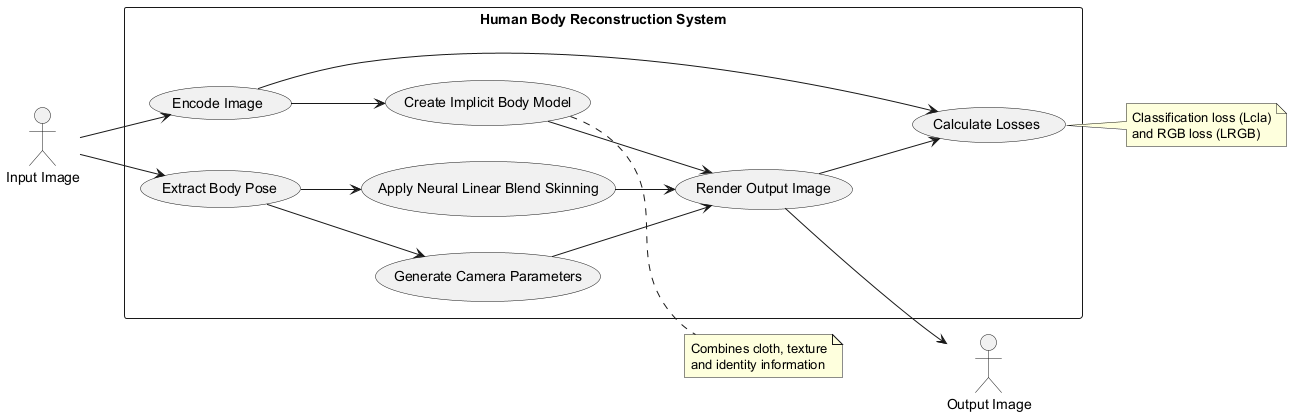 Human Body Reconstruction System
Encode Image
Create Implicit Body Model
Calculate Losses
Classification loss (Lcla)
and RGB loss (LRGB)
Input Image
Extract Body Pose
Apply Neural Linear Blend Skinning
Render Output Image
Generate Camera Parameters
Combines cloth, texture
and identity information
Output Image